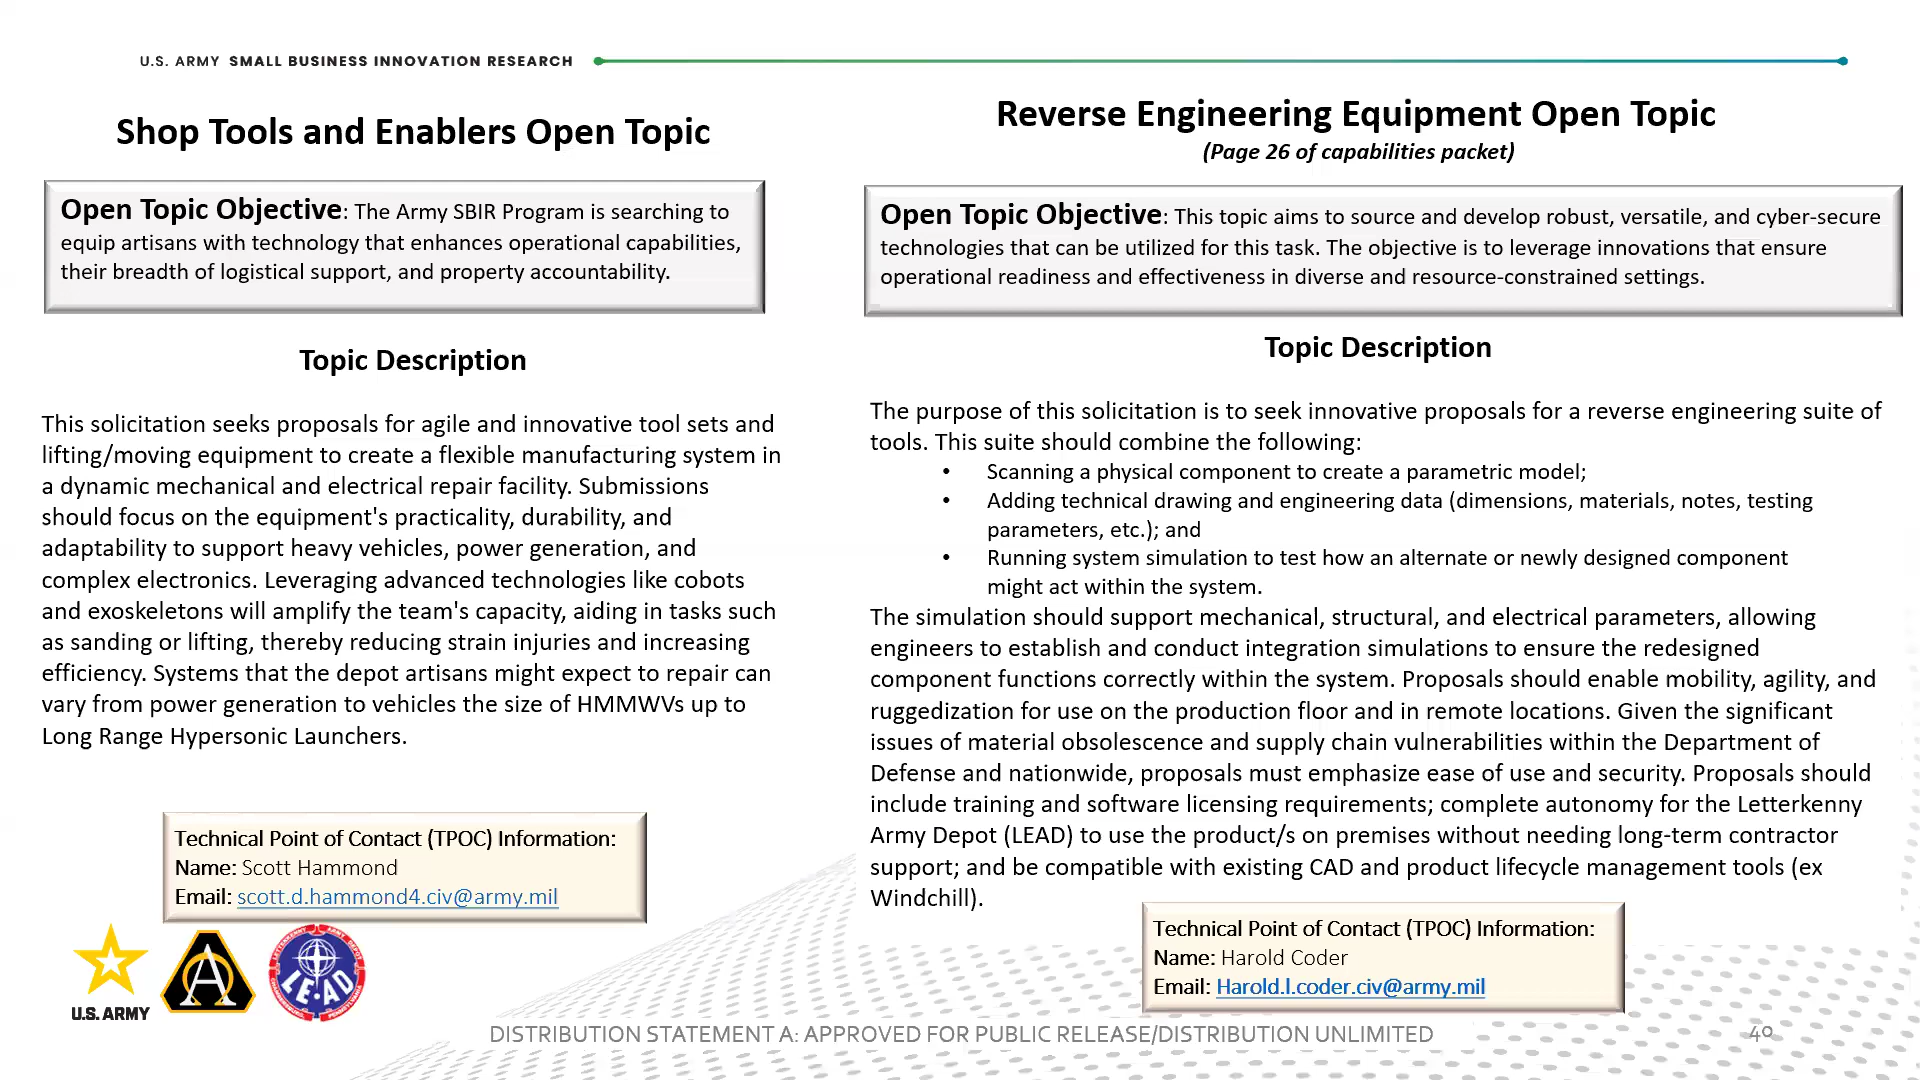 U.S. ARMY SMALL BUSINESS INNOVATION RESEARCH
Shop Tools and Enablers Open Topic
Open Topic Objective: The Army SBIR Program is searching to
equip artisans with technology that enhances operational capabilities,
their breadth of logistical support, and property accountability.
Topic Description
This solicitation seeks proposals for agile and innovative tool sets and
lifting/moving equipment to create a flexible manufacturing system in
a dynamic mechanical and electrical repair facility. Submissions
should focus on the equipment's practicality, durability, and
adaptability to support heavy vehicles, power generation, and
complex electronics. Leveraging advanced technologies like cobots
and exoskeletons will amplify the team's capacity, aiding in tasks such
as sanding or lifting, thereby reducing strain injuries and increasing
efficiency. Systems that the depot artisans might expect to repair can
vary from power generation to vehicles the size of HMMWVs up to
Long Range Hypersonic Launchers.
Technical Point of Contact (TPOC) Information:
Name: Scott Hammond
Email: scott.d.hammond4.civ@army.mil
Reverse Engineering Equipment Open Topic
(Page 26 of capabilities packet)
Open Topic Objective: This topic aims to source and develop robust, versatile, and cyber-secure
technologies that can be utilized for this task. The objective is to leverage innovations that ensure
operational readiness and effectiveness in diverse and resource-constrained settings.
Topic Description
The purpose of this solicitation is to seek innovative proposals for a reverse engineering suite of
tools. This suite should combine the following:
• Scanning a physical component to create a parametric model;
• Adding technical drawing and engineering data (dimensions, materials, notes, testing
parameters, etc.); and
• Running system simulation to test how an alternate or newly designed component
might act within the system.
The simulation should support mechanical, structural, and electrical parameters, allowing
engineers to establish and conduct integration simulations to ensure the redesigned
component functions correctly within the system. Proposals should enable mobility, agility, and
ruggedization for use on the production floor and in remote locations. Given the significant
issues of material obsolescence and supply chain vulnerabilities within the Department of
Defense and nationwide, proposals must emphasize ease of use and security. Proposals should
include training and software licensing requirements; complete autonomy for the Letterkenny
Army Depot (LEAD) to use the product/s on premises without needing long-term contractor
support; and be compatible with existing CAD and product lifecycle management tools (ex
Windchill).
Technical Point of Contact (TPOC) Information:
Name: Harold Coder
Email: Harold.l.coder.civ@army.mil
U.S. ARMY
LEAD
DISTRIBUTION STATEMENT A: APPROVED FOR PUBLIC RELEASE/DISTRIBUTION UNLIMITED
40